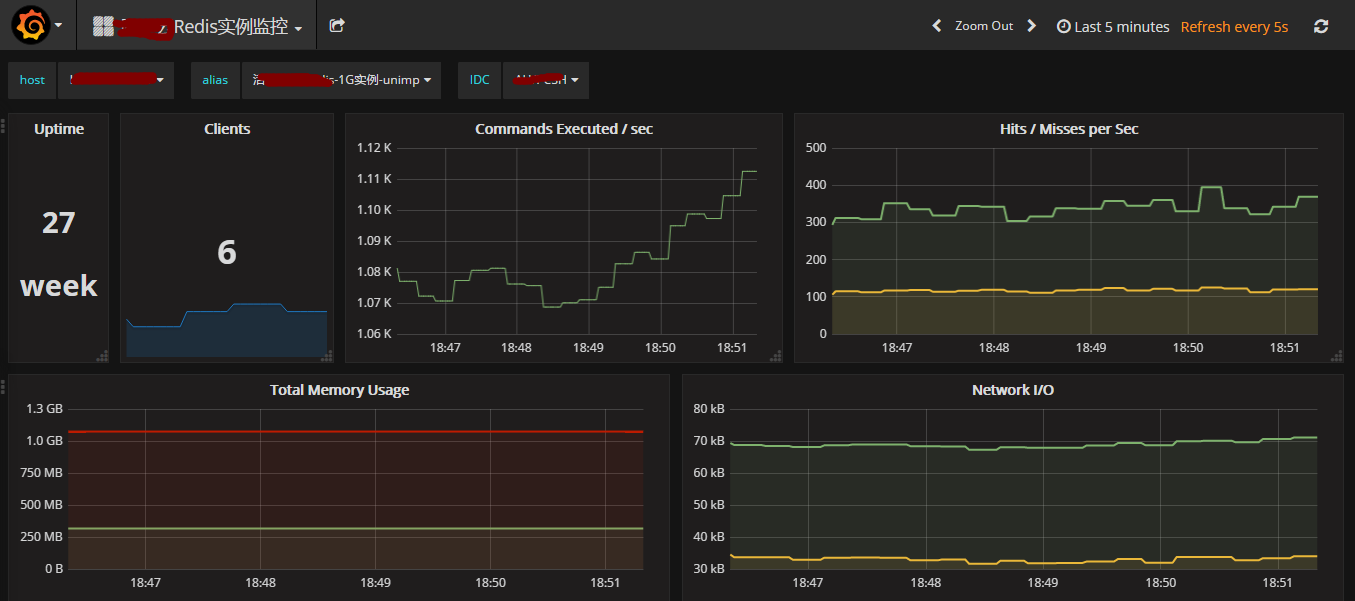 Redis实例监控
Zoom Out
Last 5 minutes
Refresh every 5s
host
alias
-1G实例-unimp
IDC
Uptime
27
week
Clients
6
Commands Executed / sec
1.12 K
1.11 K
1.10 K
1.09 K
1.08 K
1.07 K
1.06 K
18:47 18:48 18:49 18:50 18:51
Hits / Misses per Sec
500
400
300
200
100
0
18:47 18:48 18:49 18:50 18:51
Total Memory Usage
1.3 GB
1.0 GB
750 MB
500 MB
250 MB
0 B
18:47 18:48 18:49 18:50 18:51
Network I/O
80 kB
70 kB
60 kB
50 kB
40 kB
30 kB
18:47 18:48 18:49 18:50 18:51